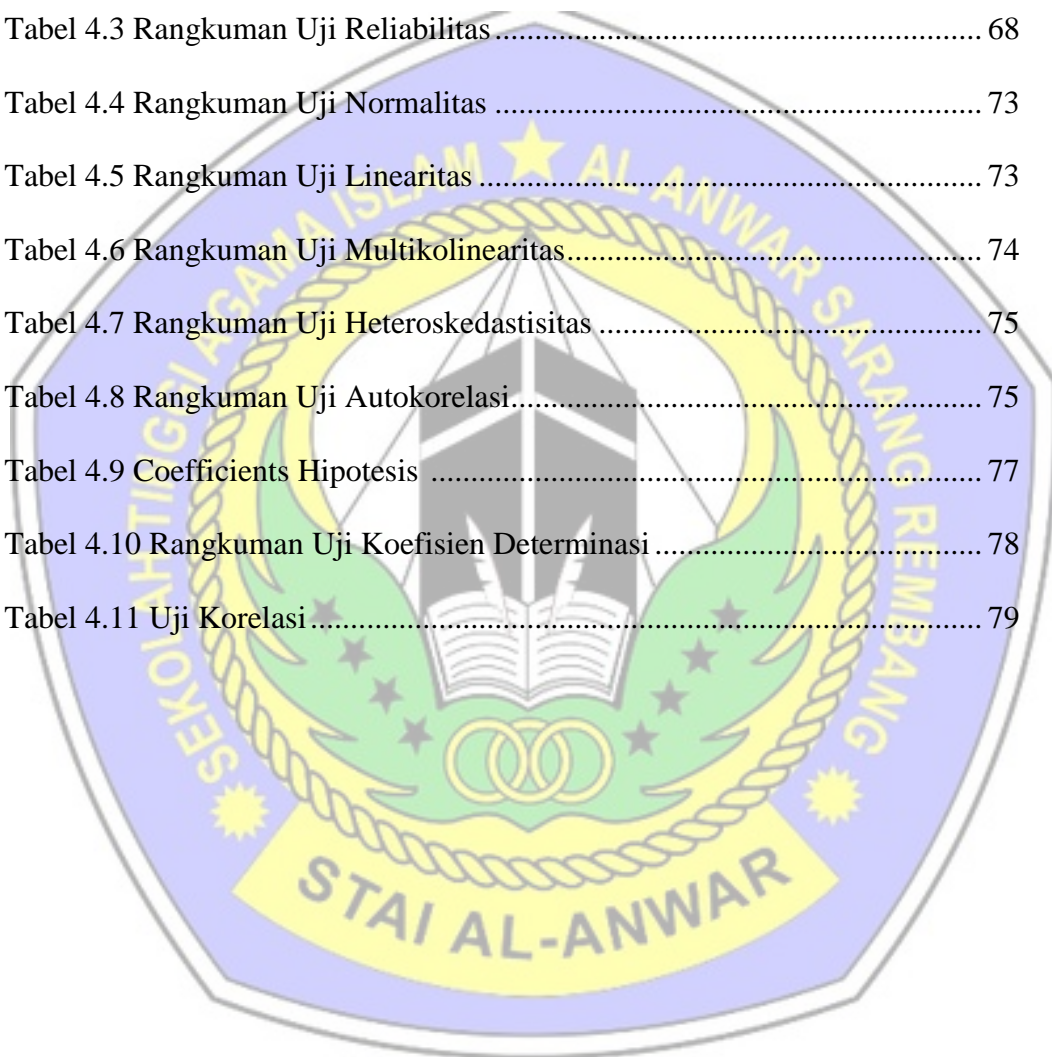 Tabel 4.3 Rangkuman Uji Reliabilitas ........................................................ 68
Tabel 4.4 Rangkuman Uji Normalitas ........................................................ 73
Tabel 4.5 Rangkuman Uji Linearitas .......................................................... 73
Tabel 4.6 Rangkuman Uji Multikolinearitas................................................ 74
Tabel 4.7 Rangkuman Uji Heteroskedastisitas ............................................ 75
Tabel 4.8 Rangkuman Uji Autokorelasi...................................................... 75
Tabel 4.9 Coefficients Hipotesis ................................................................ 77
Tabel 4.10 Rangkuman Uji Koefisien Determinasi ..................................... 78
Tabel 4.11 Uji Korelasi .............................................................................. 79
SEKOLAH TINGGI AGAMA ISLAM AL ANWAR SARANG REMBANG
STAI AL-ANWAR